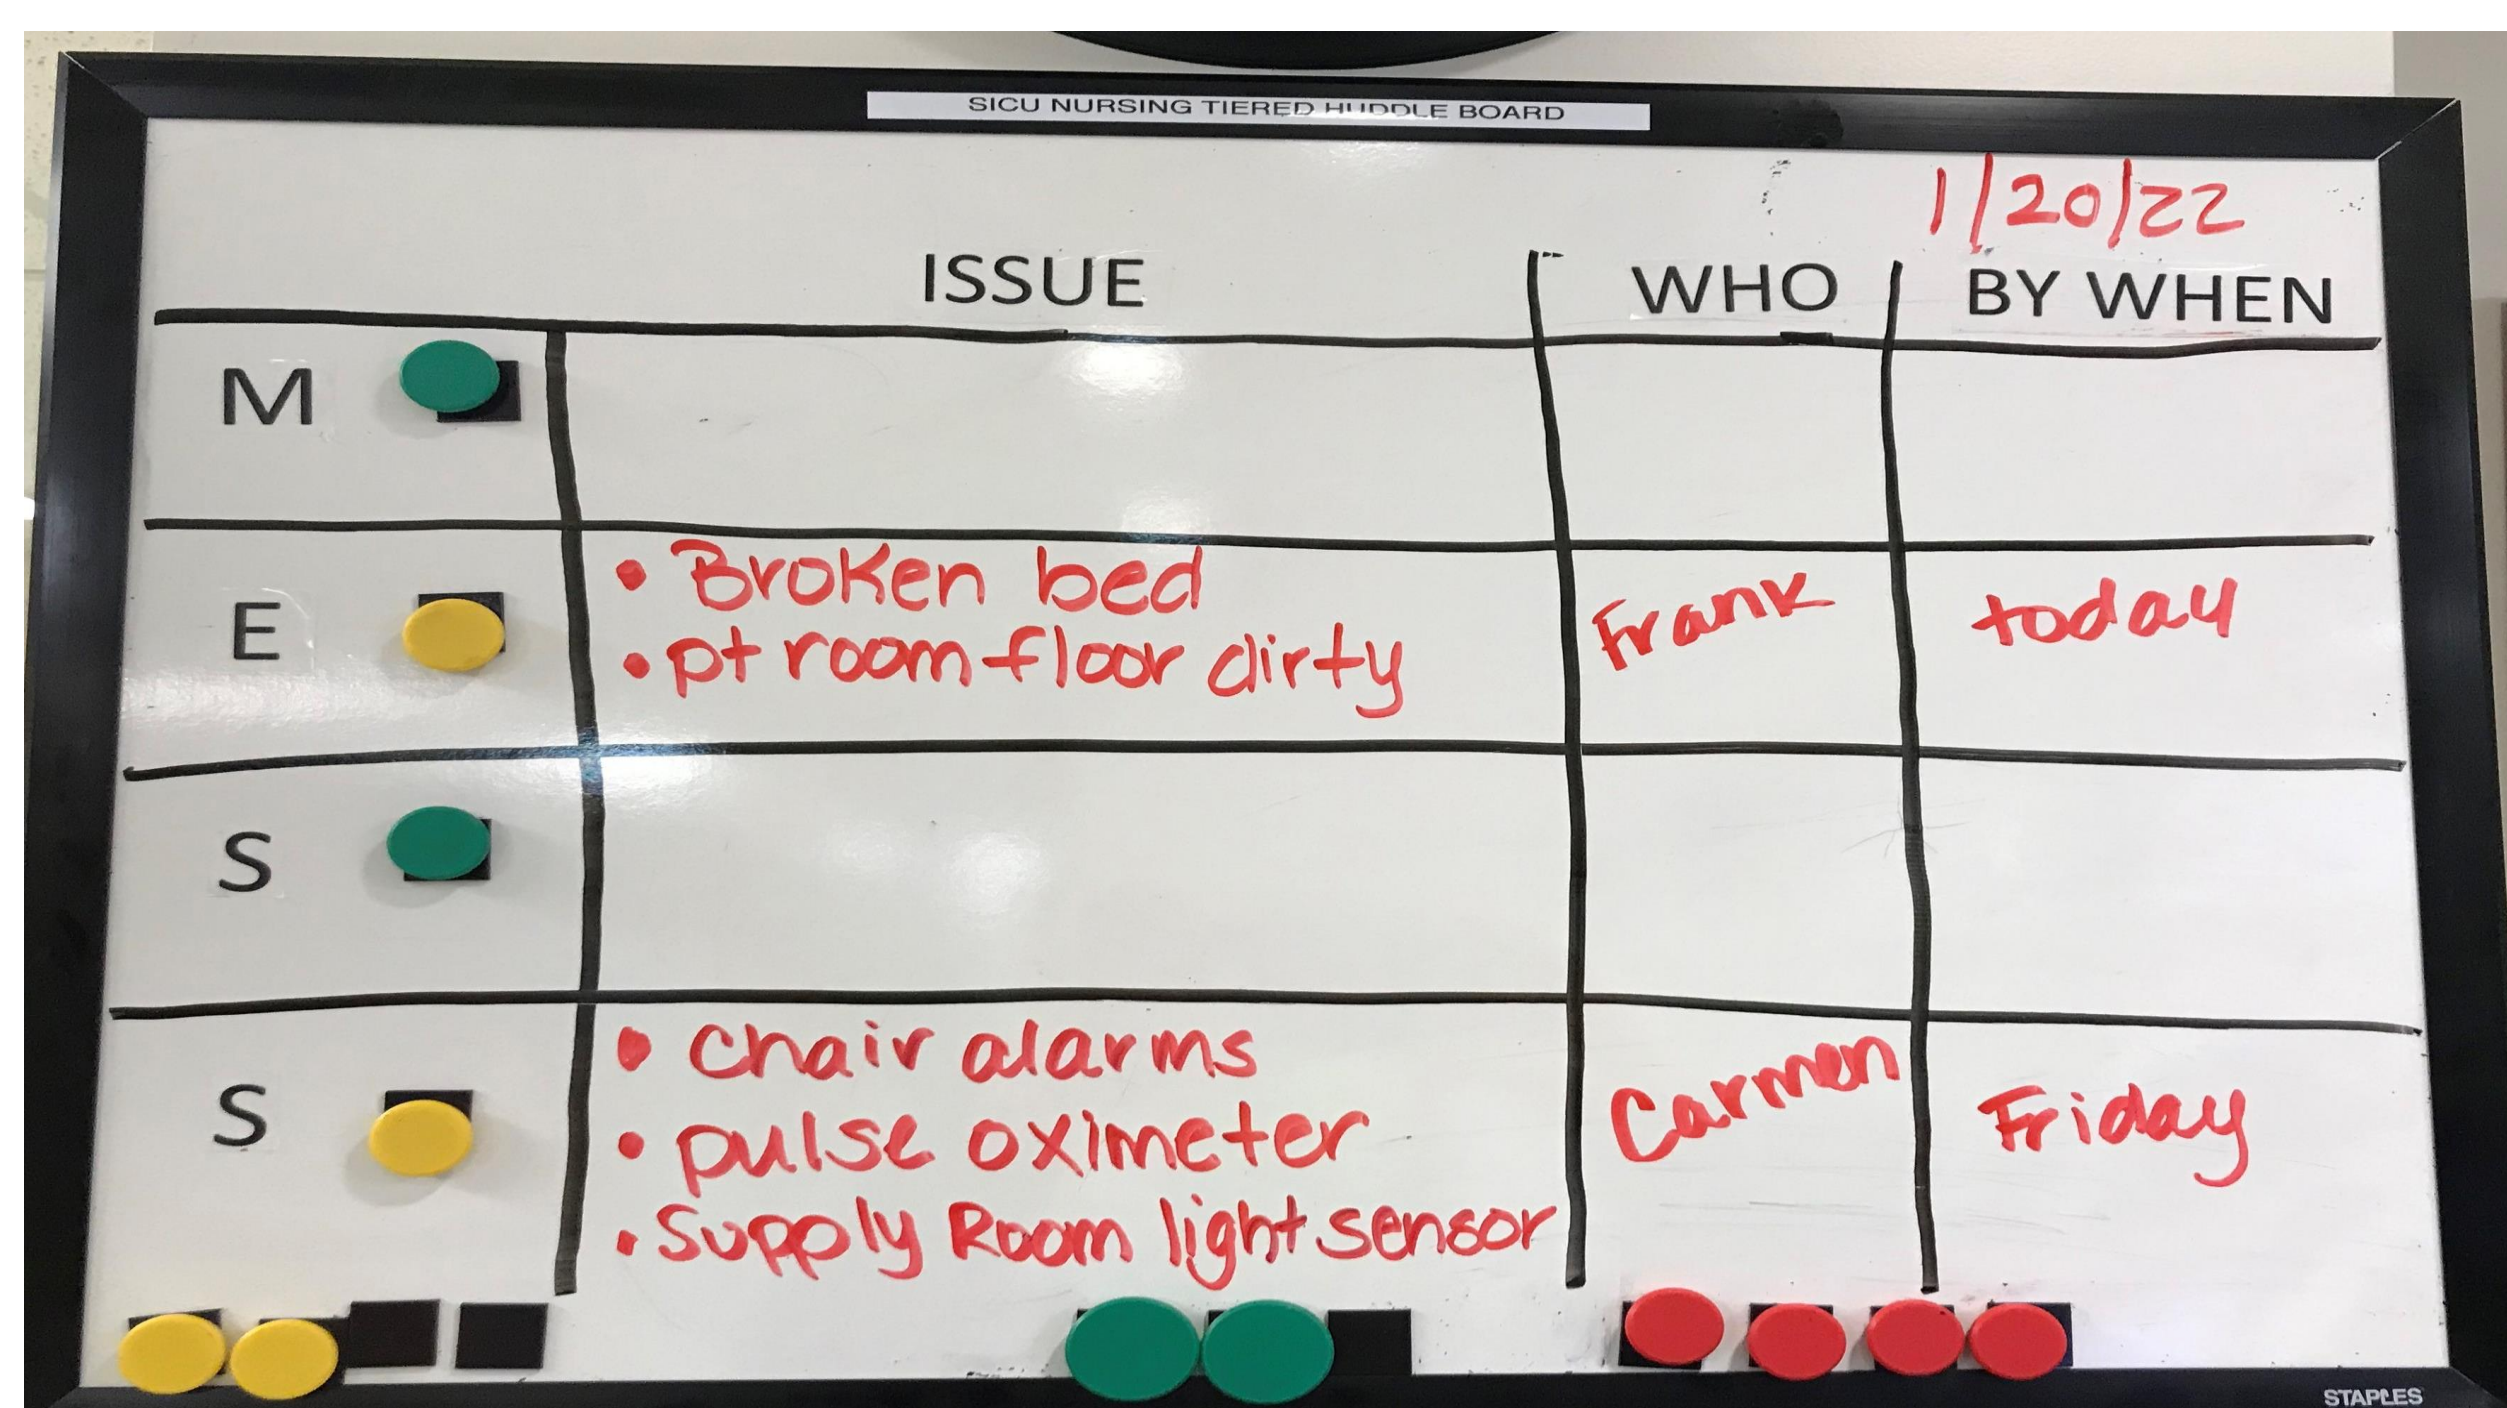 SICU NURSING TIERED HUDDLE BOARD
1/20/22
ISSUE WHO BY WHEN
M
E
• Broken bed
• pt room floor dirty
Frank
today
S
S
• chair alarms
• pulse oximeter
• Supply Room light sensor
Carmen
Friday
STAPLES